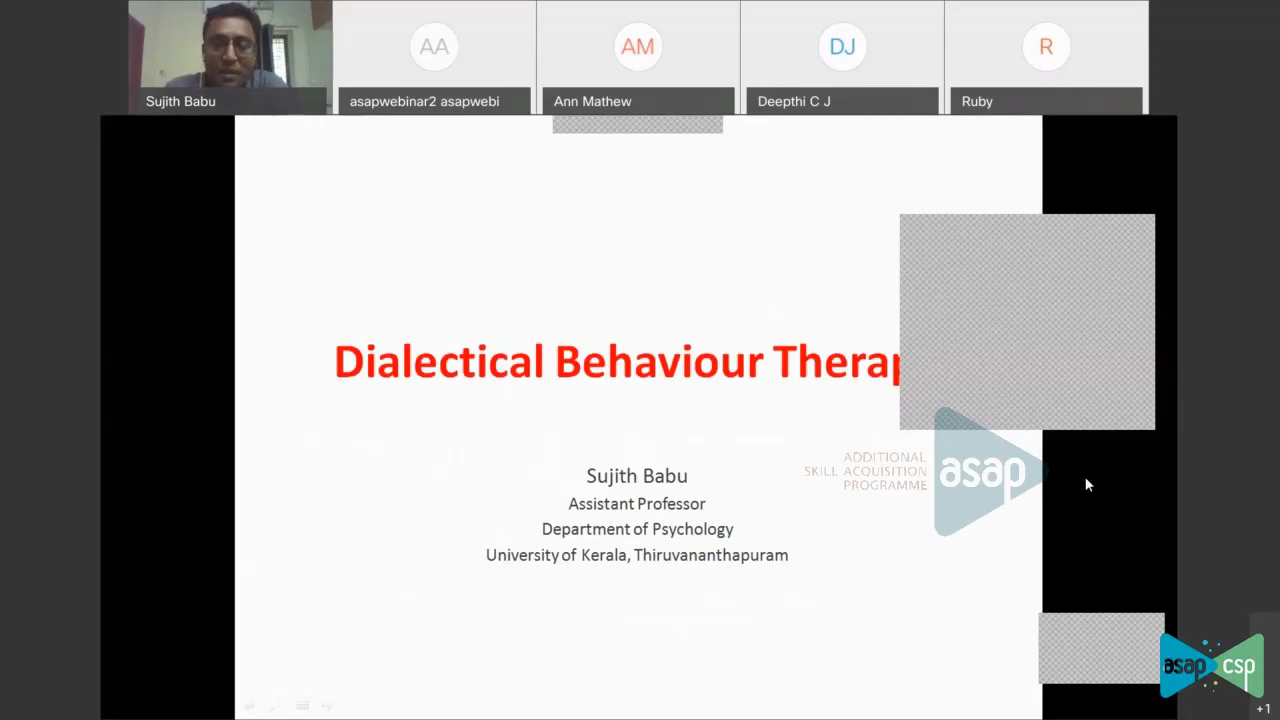 AA
AM
DJ
R
Sujith Babu
asapwebinar2 asapwebi
Ann Mathew
Deepthi C J
Ruby
Dialectical Behaviour Therap
Sujith Babu
Assistant Professor
Department of Psychology
University of Kerala, Thiruvananthapuram
ADDITIONAL
SKILL ACQUISITION
PROGRAMME
asap
asap csp
+1